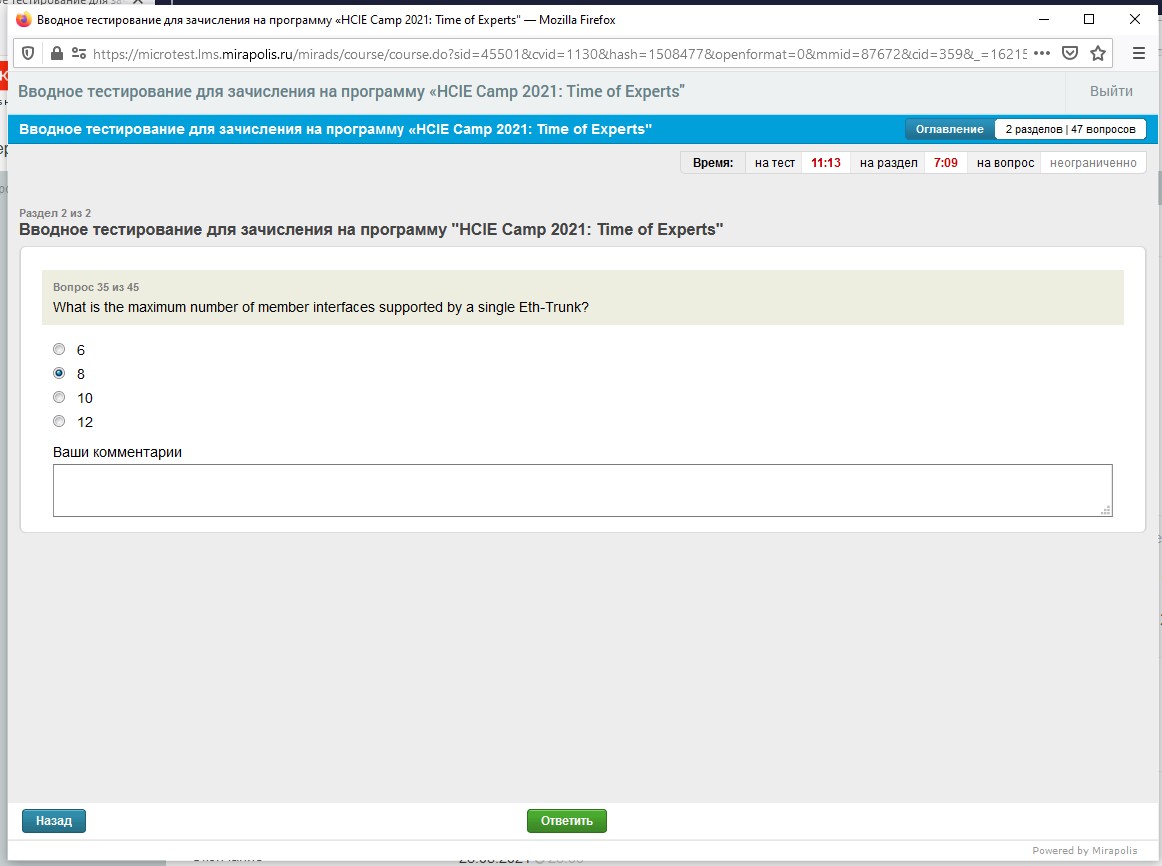 Вводное тестирование для зачисления на программу «HCIE Camp 2021: Time of Experts" — Mozilla Firefox
https://microtest.lms.mirapolis.ru/mirads/course/course.do?sid=45501&cvid=1130&hash=1508477&openformat=0&mmid=87672&cid=359&_=16215
Вводное тестирование для зачисления на программу «HCIE Camp 2021: Time of Experts"
Выйти
Вводное тестирование для зачисления на программу «HCIE Camp 2021: Time of Experts"
Оглавление 2 разделов | 47 вопросов
Время: на тест 11:13 на раздел 7:09 на вопрос неограниченно
Раздел 2 из 2
Вводное тестирование для зачисления на программу "HCIE Camp 2021: Time of Experts"
Вопрос 35 из 45
What is the maximum number of member interfaces supported by a single Eth-Trunk?
6
8
10
12
Ваши комментарии
Назад
Ответить
Powered by Mirapolis